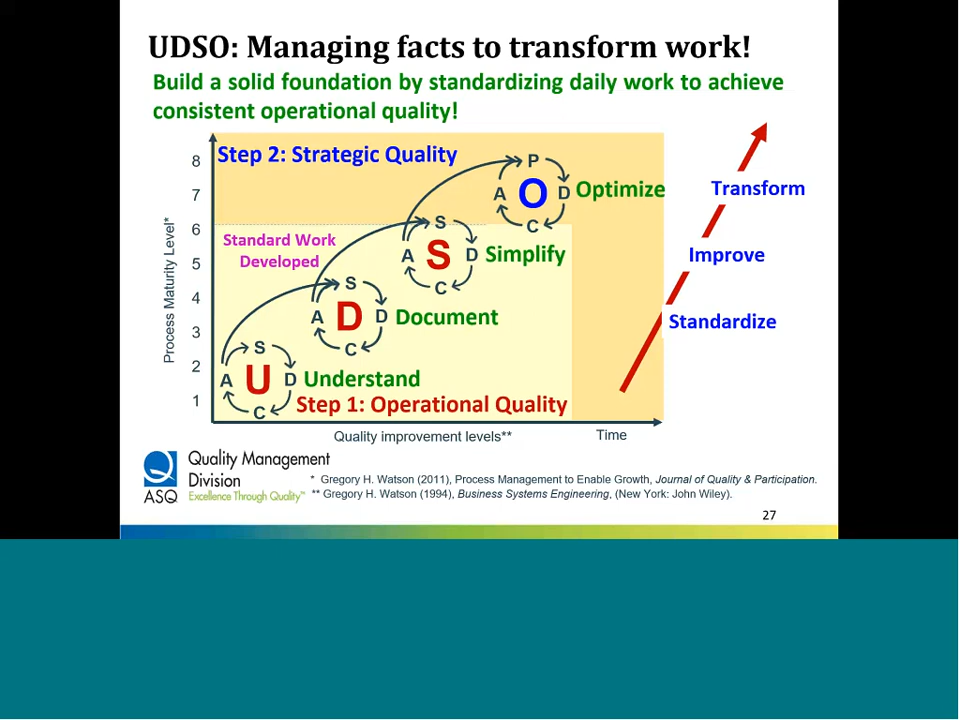 UDSO: Managing facts to transform work!
Build a solid foundation by standardizing daily work to achieve
consistent operational quality!
Process Maturity Level*
8
7
6
5
4
3
2
1
Step 2: Strategic Quality
P
A O D Optimize
C
Standard Work
Developed
S
A S D Simplify
C
S
A D D Document
C
S
A U D Understand
C
Step 1: Operational Quality
Quality improvement levels**
Time
Transform
Improve
Standardize
ASQ
Quality Management
Division
Excellence Through Quality™
* Gregory H. Watson (2011), Process Management to Enable Growth, Journal of Quality & Participation.
** Gregory H. Watson (1994), Business Systems Engineering, (New York: John Wiley).
27